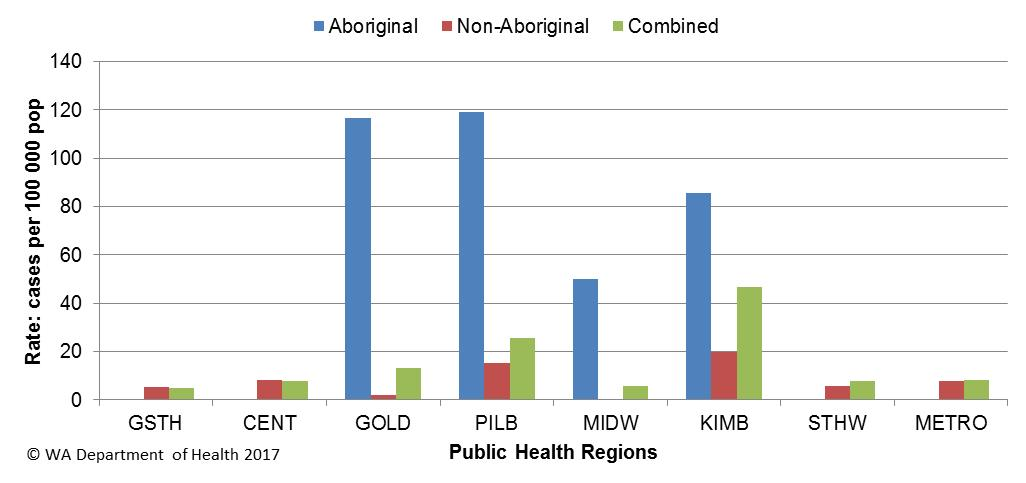 Aboriginal Non-Aboriginal Combined
140
120
100
80
60
40
20
0
Rate: cases per 100 000 pop
GSTH CENT GOLD PILB MIDW KIMB STHW METRO
Public Health Regions
© WA Department of Health 2017